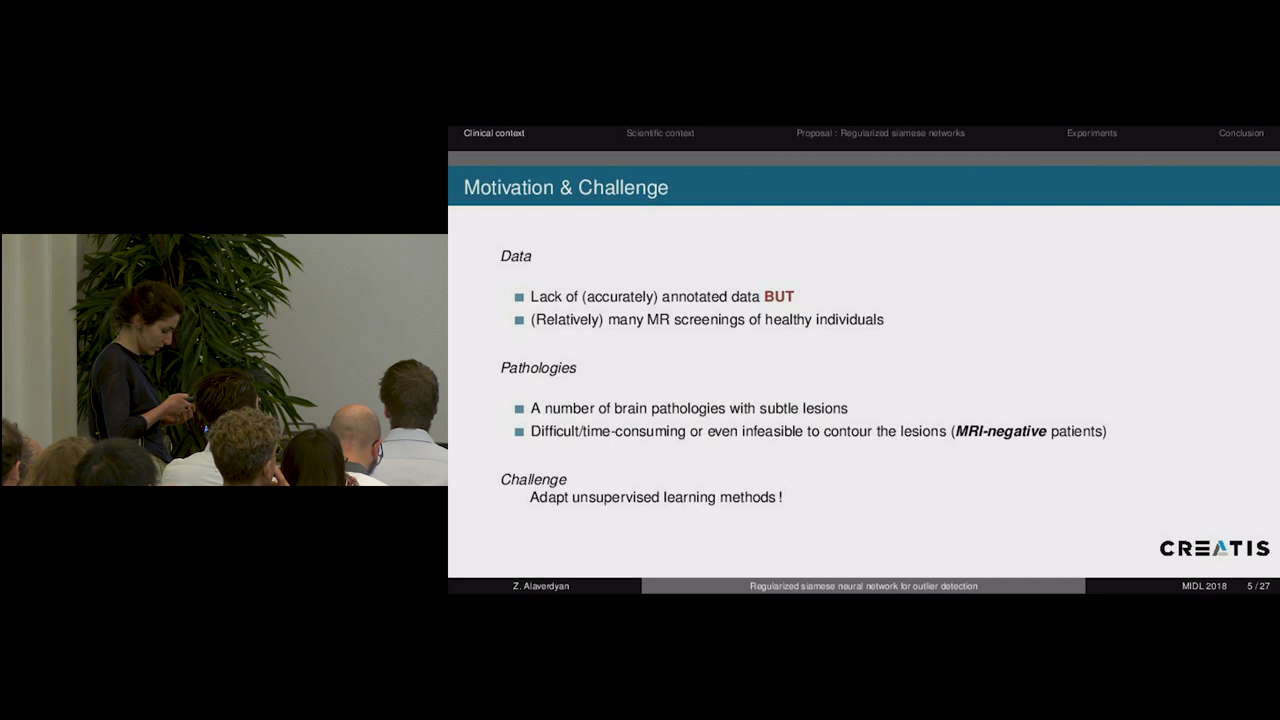 Clinical context Scientific context Proposal : Regularized siamese networks Experiments Conclusion
Motivation & Challenge
Data
Lack of (accurately) annotated data BUT
(Relatively) many MR screenings of healthy individuals
Pathologies
A number of brain pathologies with subtle lesions
Difficult/time-consuming or even infeasible to contour the lesions (MRI-negative patients)
Challenge
Adapt unsupervised learning methods !
CREATIS
Z. Alaverdyan Regularized siamese neural network for outlier detection MIDL 2018 5 / 27